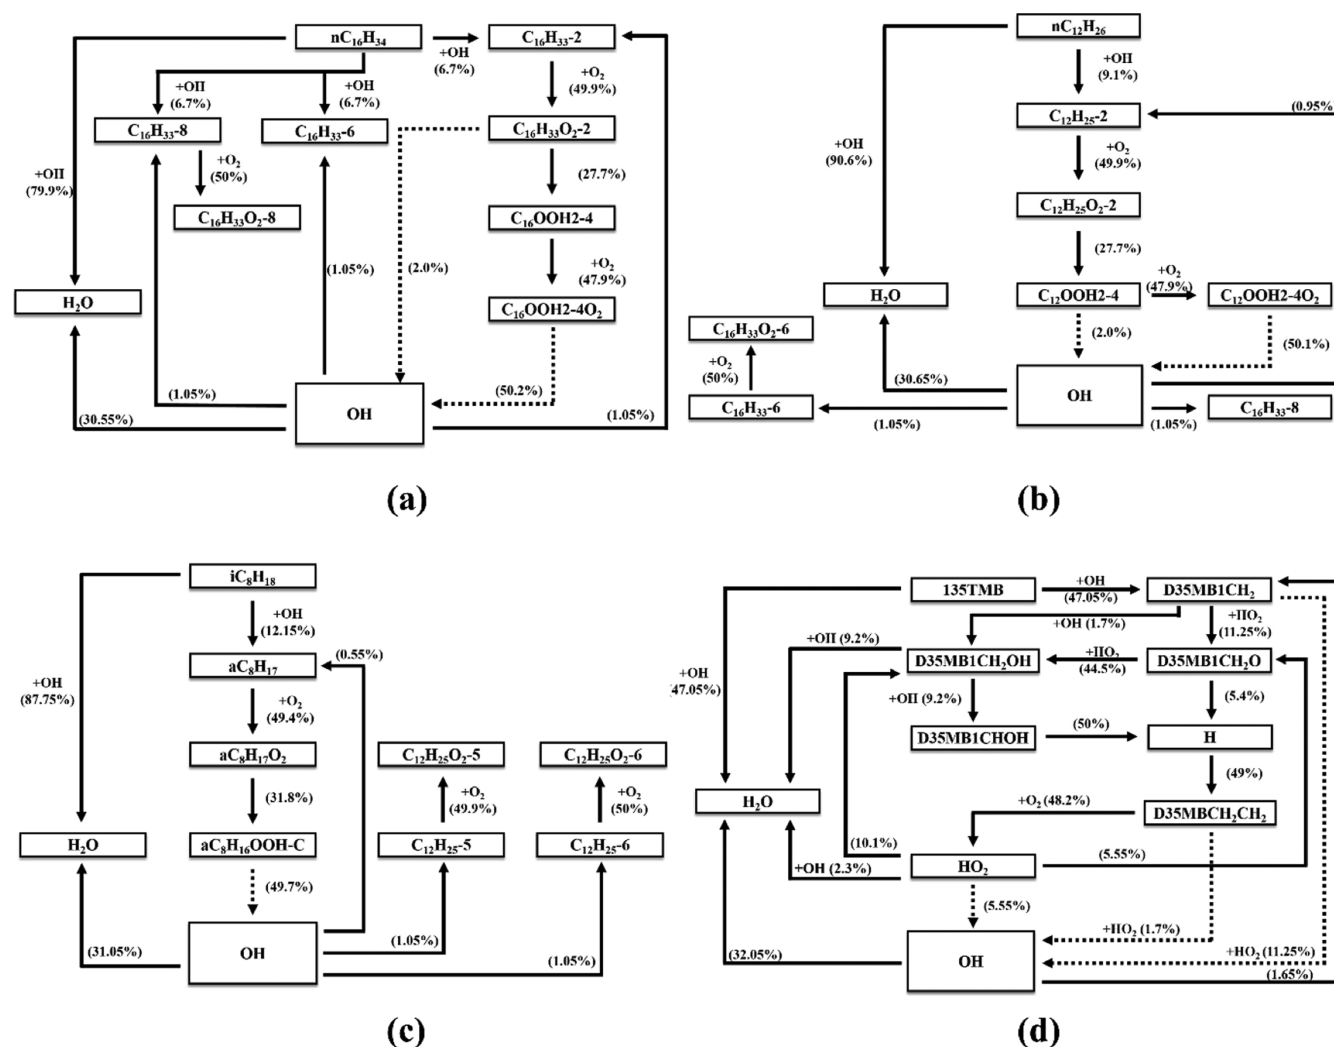 nC₁₆H₃₄
+OH
(6.7%)
C₁₆H₃₃-2
+OH
(6.7%)
+OH
(6.7%)
+O₂
(49.9%)
C₁₆H₃₃-8
C₁₆H₃₃-6
C₁₆H₃₃O₂-2
+OH
(79.9%)
+O₂
(50%)
(27.7%)
C₁₆H₃₃O₂-8
C₁₆OOH2-4
(1.05%)
(2.0%)
+O₂
(47.9%)
H₂O
C₁₆OOH2-4O₂
(1.05%)
(50.2%)
OH
(30.55%)
(1.05%)
(a)
nC₁₂H₂₆
+OH
(9.1%)
C₁₂H₂₅-2
(0.95%
+OH
(90.6%)
+O₂
(49.9%)
C₁₂H₂₅O₂-2
(27.7%)
+O₂
(47.9%)
H₂O
C₁₂OOH2-4
C₁₂OOH2-4O₂
C₁₆H₃₃O₂-6
(2.0%)
(50.1%)
+O₂
(50%)
(30.65%)
C₁₆H₃₃-6
OH
C₁₆H₃₃-8
(1.05%)
(1.05%)
(b)
iC₈H₁₈
+OH
(12.15%)
aC₈H₁₇
(0.55%)
+OH
(87.75%)
+O₂
(49.4%)
aC₈H₁₇O₂
C₁₂H₂₅O₂-5
C₁₂H₂₅O₂-6
(31.8%)
+O₂
(49.9%)
+O₂
(50%)
H₂O
aC₈H₁₆OOH-C
C₁₂H₂₅-5
C₁₂H₂₅-6
(49.7%)
(31.05%)
OH
(1.05%)
(1.05%)
(c)
135TMB
+OH
(47.05%)
D35MB1CH₂
+OH (1.7%)
+HO₂
(11.25%)
+OH (9.2%)
+OH
(47.05%)
D35MB1CH₂OH
+HO₂
(44.5%)
D35MB1CH₂O
+OH (9.2%)
(5.4%)
D35MB1CHOH
(50%)
H
(49%)
H₂O
+O₂ (48.2%)
D35MBCH₂CH₂
(10.1%)
+OH (2.3%)
HO₂
(5.55%)
(5.55%)
+HO₂ (1.7%)
(32.05%)
OH
+HO₂ (11.25%)
(1.65%)
(d)